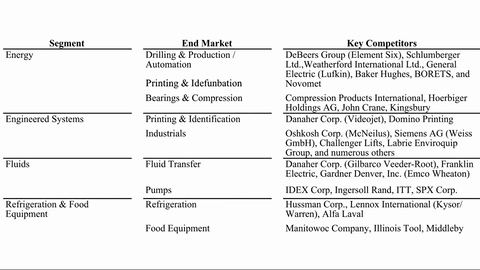 Segment End Market Key Competitors
Energy Drilling & Production / DeBeers Group (Element Six), Schlumberger
Automation Ltd.,Weatherford International Ltd., General
Electric (Lufkin), Baker Hughes, BORETS, and
Printing & Idefunbation Novomet
Bearings & Compression Compression Products International, Hoerbiger
Holdings AG, John Crane, Kingsbury
Engineered Systems Printing & Identification Danaher Corp. (Videojet), Domino Printing
Industrials Oshkosh Corp. (McNeilus), Siemens AG (Weiss
GmbH), Challenger Lifts, Labrie Enviroquip
Group, and numerous others
Fluids Fluid Transfer Danaher Corp. (Gilbarco Veeder-Root), Franklin
Electric, Gardner Denver, Inc. (Emco Wheaton)
Pumps IDEX Corp, Ingersoll Rand, ITT, SPX Corp.
Refrigeration & Food Refrigeration Hussman Corp., Lennox International (Kysor/
Equipment Warren), Alfa Laval
Food Equipment Manitowoc Company, Illinois Tool, Middleby